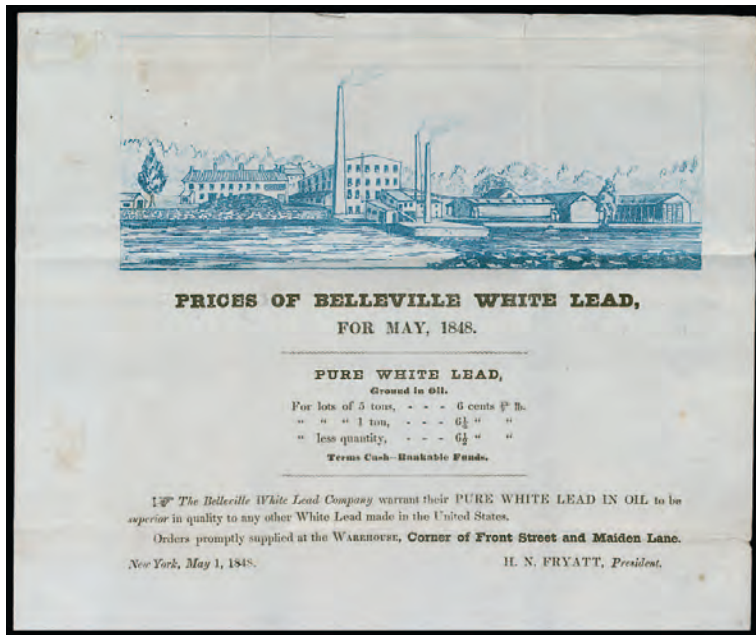 PRICES OF BELLEVILLE WHITE LEAD,
FOR MAY, 1848.
PURE WHITE LEAD,
Ground in Oil.
For lots of 5 tons, - - - 6 cents ⅌ lb.
“ “ “ 1 ton, - - - 6¼ “ “
“ less quantity, - - - 6½ “ “
Terms Cash—Bankable Funds.
☞ The Belleville White Lead Company warrant their PURE WHITE LEAD IN OIL to be
superior in quality to any other White Lead made in the United States.
Orders promptly supplied at the WAREHOUSE, Corner of Front Street and Maiden Lane.
New York, May 1, 1848. H. N. FRYATT, President.